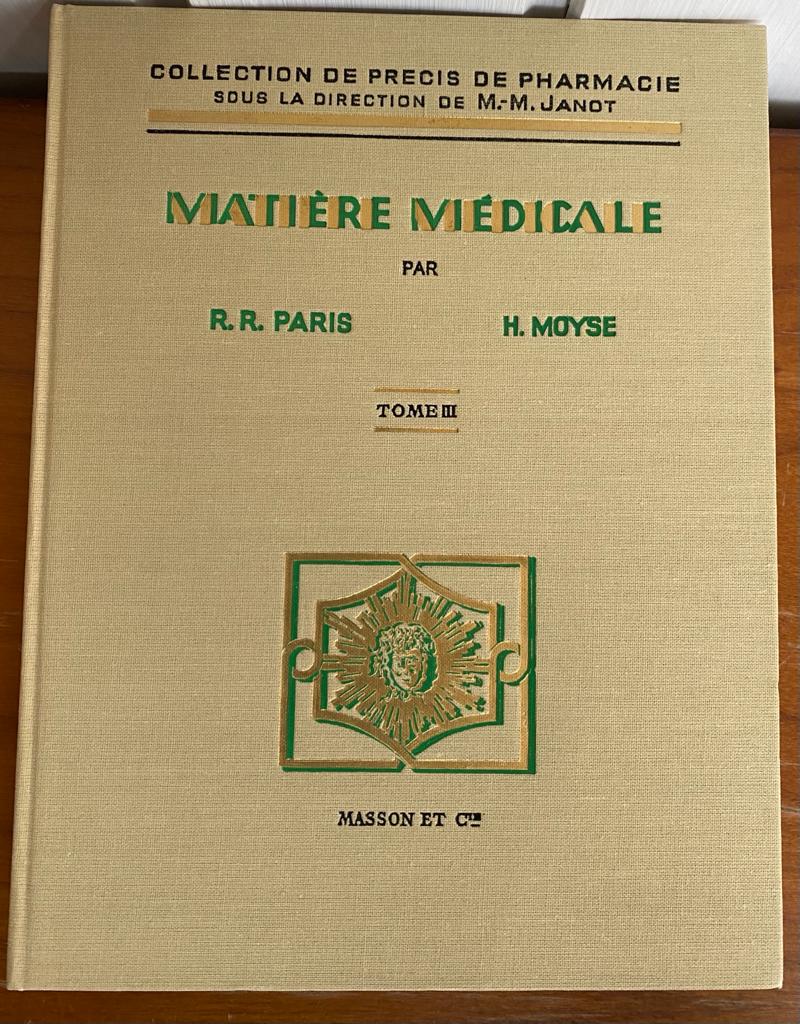 COLLECTION DE PRECIS DE PHARMACIE
SOUS LA DIRECTION DE M.-M. JANOT
MATIÈRE MÉDICALE
PAR
R. R. PARIS H. MOYSE
TOME III
MASSON ET CIE